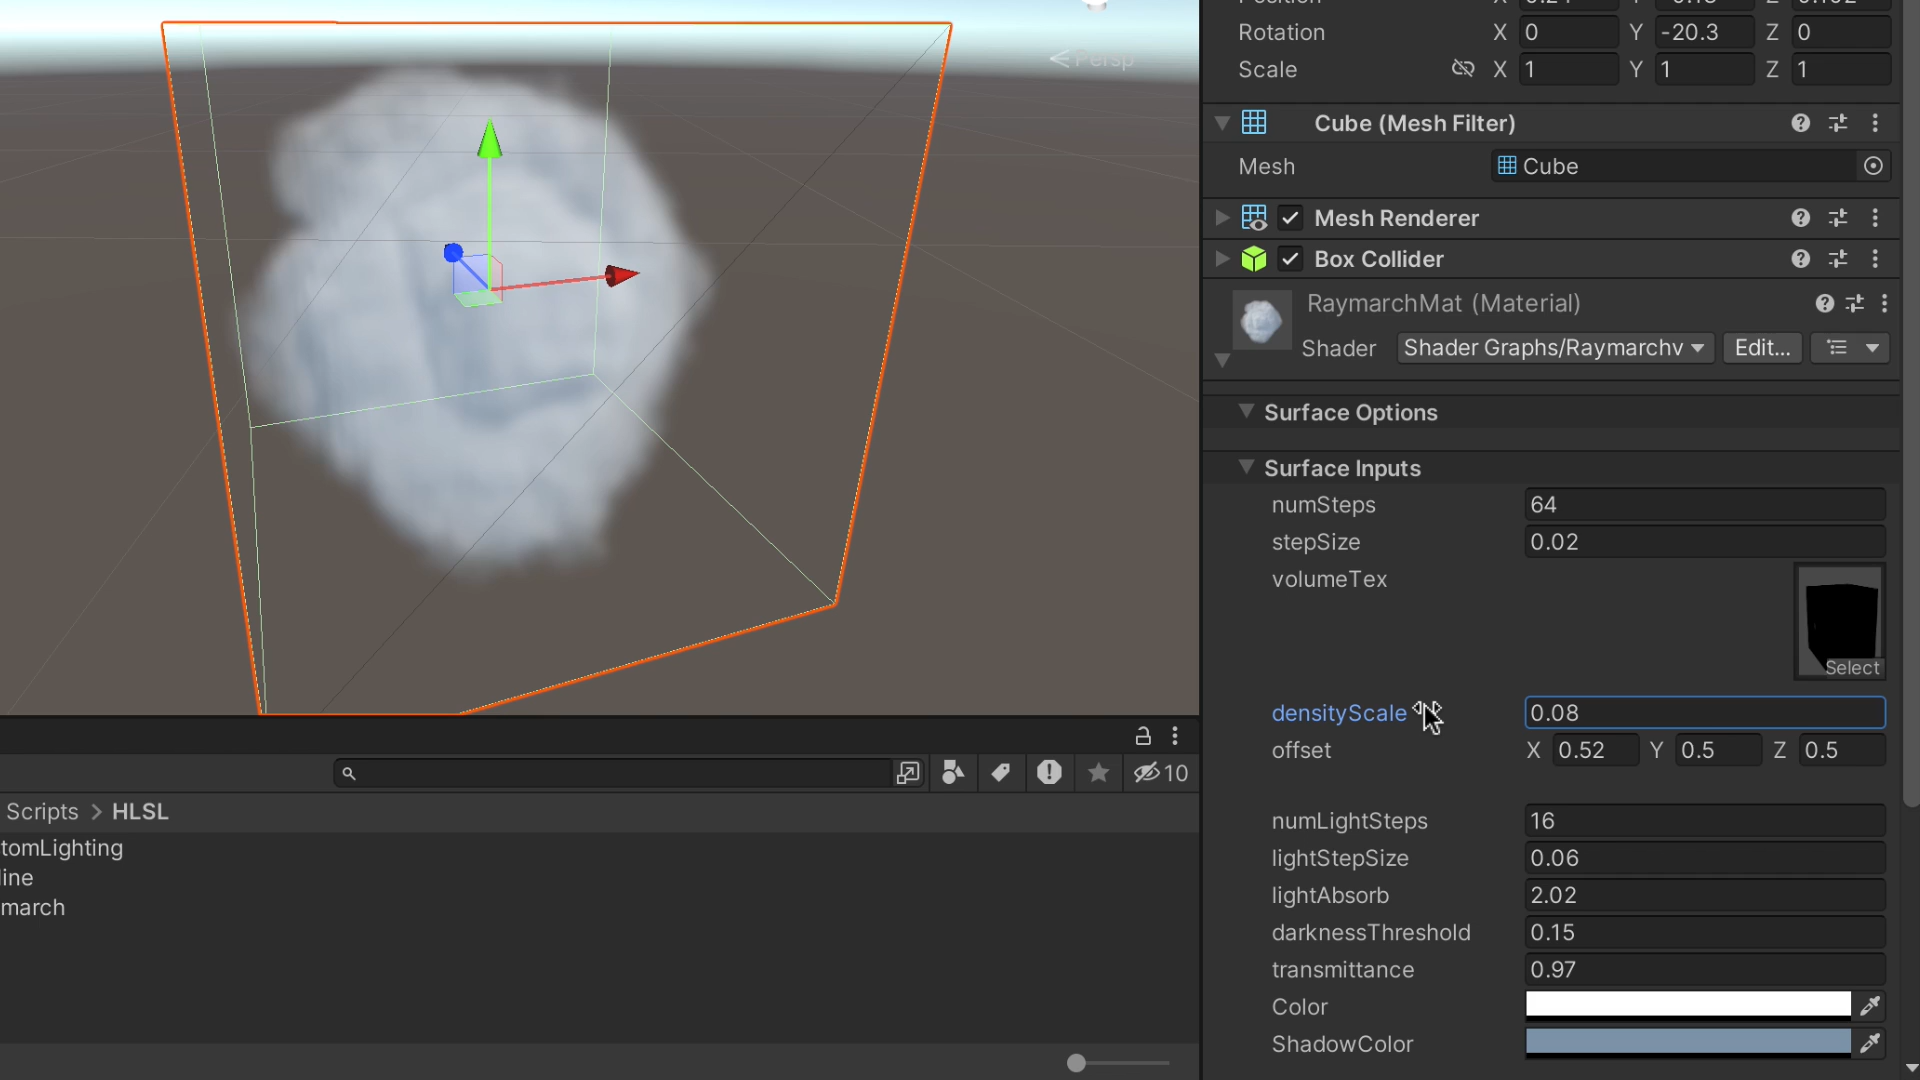 Persp
Rotation X 0 Y -20.3 Z 0
Scale X 1 Y 1 Z 1
Cube (Mesh Filter)
Mesh Cube
Mesh Renderer
Box Collider
RaymarchMat (Material)
Shader Shader Graphs/Raymarchv Edit...
Surface Options
Surface Inputs
numSteps 64
stepSize 0.02
volumeTex
Select
densityScale 0.08
offset X 0.52 Y 0.5 Z 0.5
numLightSteps 16
lightStepSize 0.06
lightAbsorb 2.02
darknessThreshold 0.15
transmittance 0.97
Color
ShadowColor
10
Scripts > HLSL
tomLighting
line
march